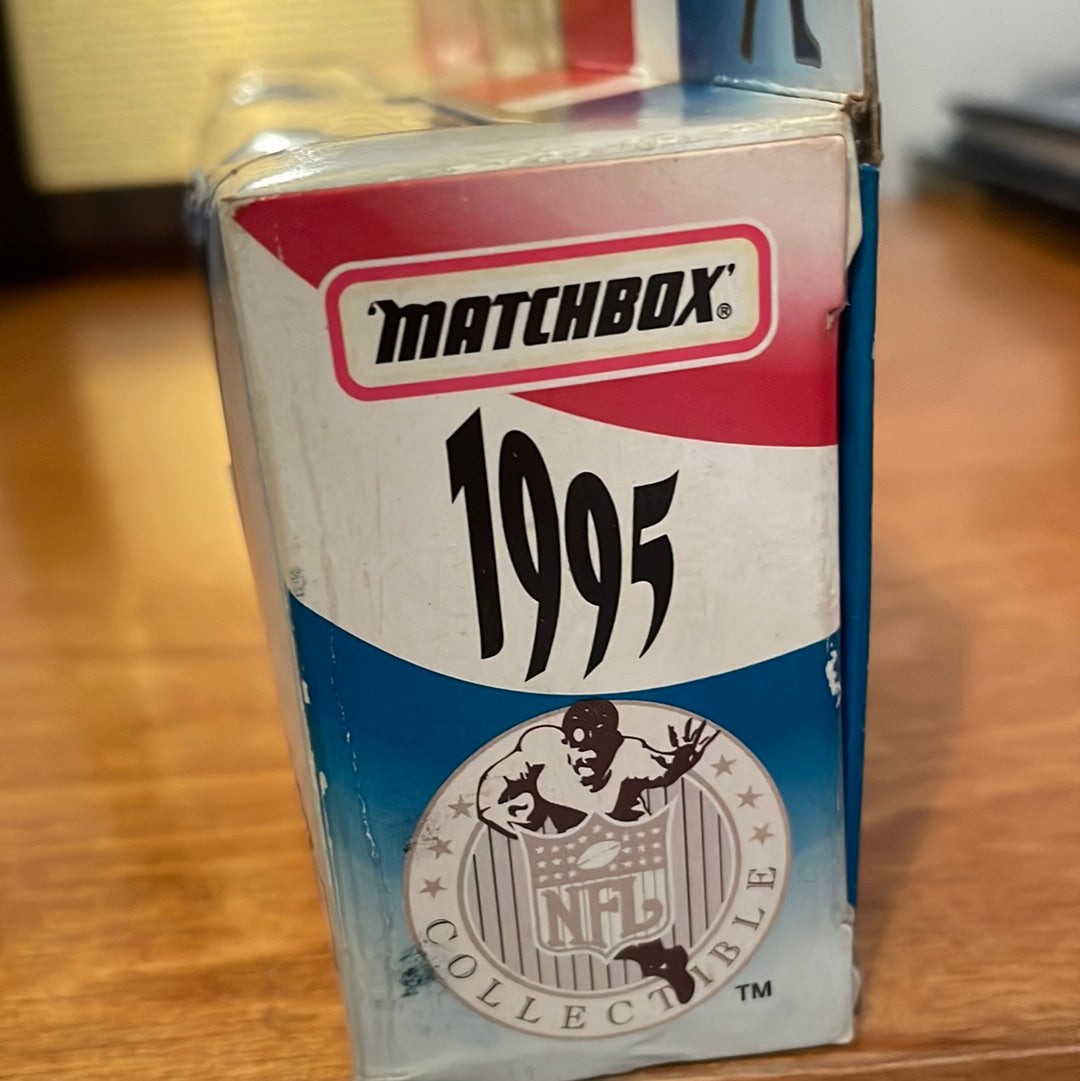 'MATCHBOX'®
1995
NFL
COLLECTIBLE
TM